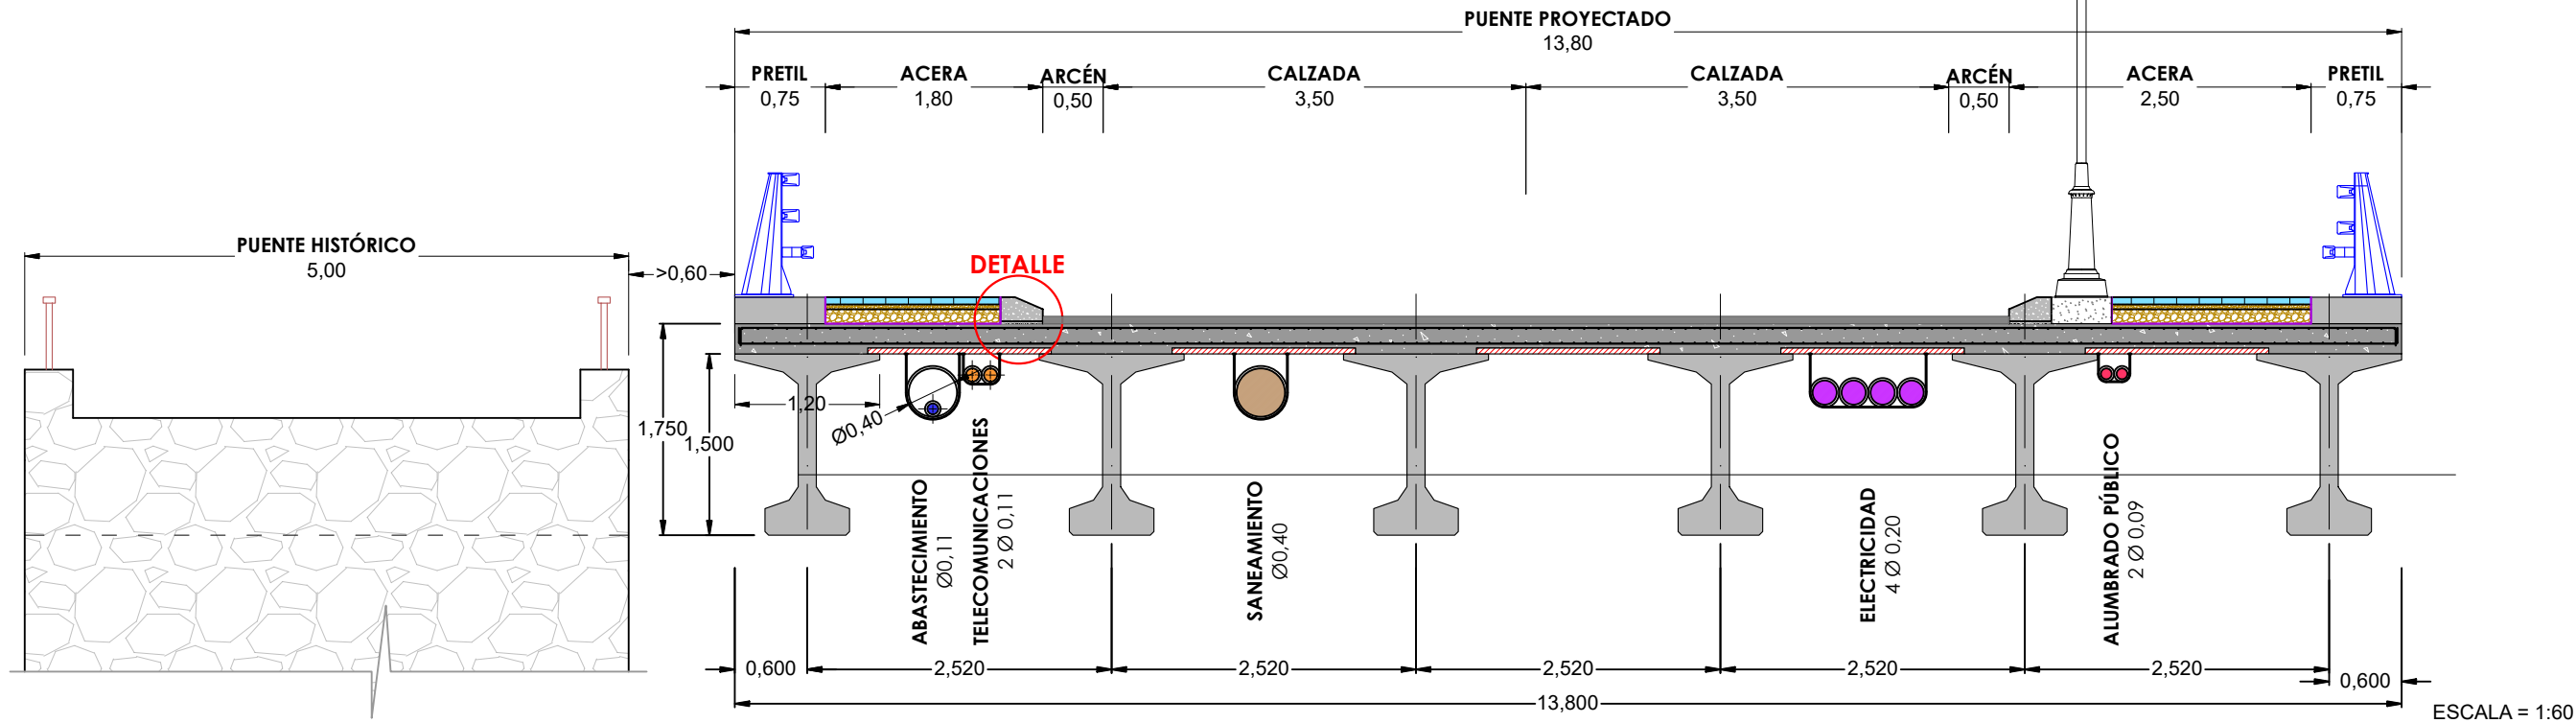 PUENTE PROYECTADO
13,80
PRETIL
0,75
ACERA
1,80
ARCÉN
0,50
CALZADA
3,50
CALZADA
3,50
ARCÉN
0,50
ACERA
2,50
PRETIL
0,75
PUENTE HISTÓRICO
5,00
>0,60
DETALLE
1,20
Ø0,40
1,750
1,500
ABASTECIMIENTO
Ø0,11
TELECOMUNICACIONES
2 Ø 0,11
SANEAMIENTO
Ø0,40
ELECTRICIDAD
4 Ø 0,20
ALUMBRADO PÚBLICO
2 Ø 0,09
0,600
2,520
2,520
2,520
2,520
2,520
0,600
13,800
ESCALA = 1:60